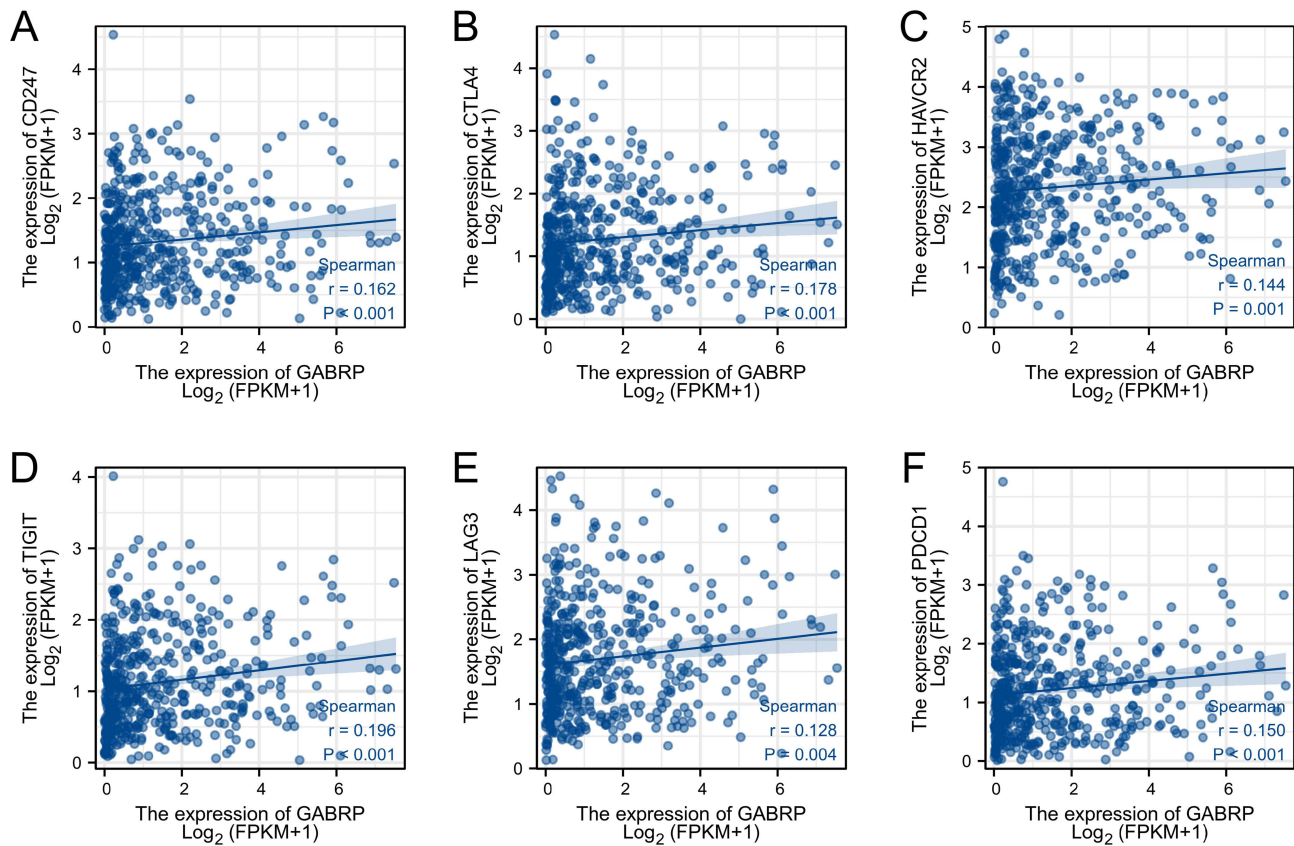 A
The expression of CD247
Log2 (FPKM+1)
4
3
2
1
0
Spearman
r = 0.162
P < 0.001
0 2 4 6
The expression of GABRP
Log2 (FPKM+1)
B
The expression of CTLA4
Log2 (FPKM+1)
4
3
2
1
0
Spearman
r = 0.178
P < 0.001
0 2 4 6
The expression of GABRP
Log2 (FPKM+1)
C
The expression of HAVCR2
Log2 (FPKM+1)
5
4
3
2
1
0
Spearman
r = 0.144
P = 0.001
0 2 4 6
The expression of GABRP
Log2 (FPKM+1)
D
The expression of TIGIT
Log2 (FPKM+1)
4
3
2
1
0
Spearman
r = 0.196
P < 0.001
0 2 4 6
The expression of GABRP
Log2 (FPKM+1)
E
The expression of LAG3
Log2 (FPKM+1)
4
3
2
1
0
Spearman
r = 0.128
P = 0.004
0 2 4 6
The expression of GABRP
Log2 (FPKM+1)
F
The expression of PDCD1
Log2 (FPKM+1)
5
4
3
2
1
0
Spearman
r = 0.150
P = 0.001
0 2 4 6
The expression of GABRP
Log2 (FPKM+1)